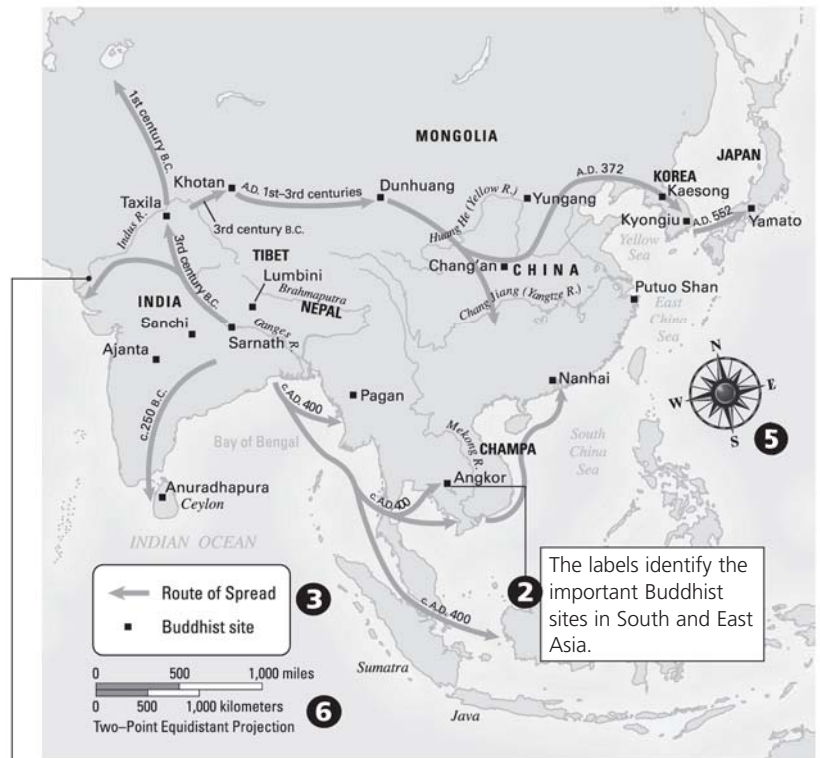 MONGOLIA
JAPAN
KOREA
A.D. 372
Kaesong
1st century B.C.
Khotan
A.D. 1st–3rd centuries
Dunhuang
Huang He (Yellow R.)
Yungang
Taxila
3rd century B.C.
Kyongiu
A.D. 552
Yamato
Indus R.
Yellow
Sea
TIBET
Chang'an
CHINA
3rd century B.C.
Lumbini
Brahmaputra
NEPAL
Chang Jiang (Yangtze R.)
Putuo Shan
INDIA
Sanchi
Ganges R.
Sarnath
East
China
Sea
Ajanta
N
W
E
S
5
c.250 B.C.
c.A.D. 400
Pagan
Nanhai
Mekong R.
CHAMPA
Bay of Bengal
South
China
Sea
Angkor
c.A.D.400
Anuradhapura
Ceylon
INDIAN OCEAN
c.A.D. 400
2
The labels identify the
important Buddhist
sites in South and East
Asia.
Route of Spread
Buddhist site
3
0 500 1,000 miles
0 500 1,000 kilometers
Two–Point Equidistant Projection
6
Sumatra
Java